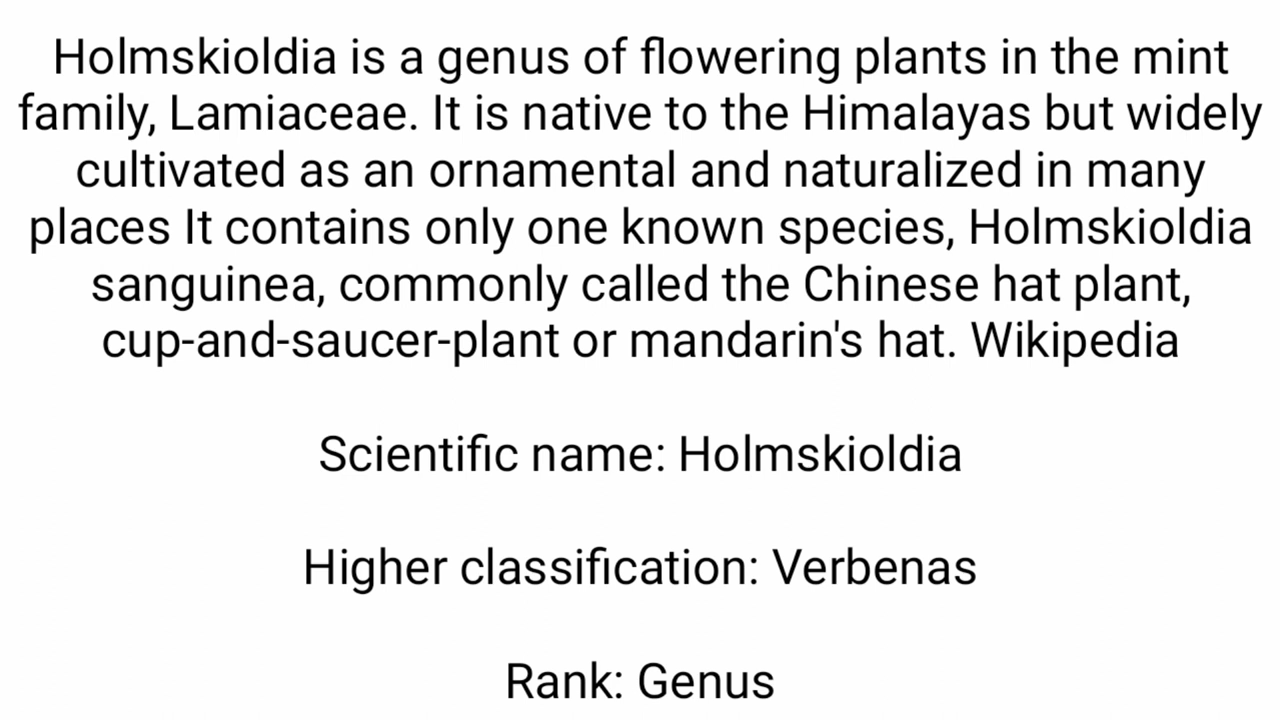 Holmskioldia is a genus of flowering plants in the mint
family, Lamiaceae. It is native to the Himalayas but widely
cultivated as an ornamental and naturalized in many
places It contains only one known species, Holmskioldia
sanguinea, commonly called the Chinese hat plant,
cup-and-saucer-plant or mandarin's hat. Wikipedia
Scientific name: Holmskioldia
Higher classification: Verbenas
Rank: Genus